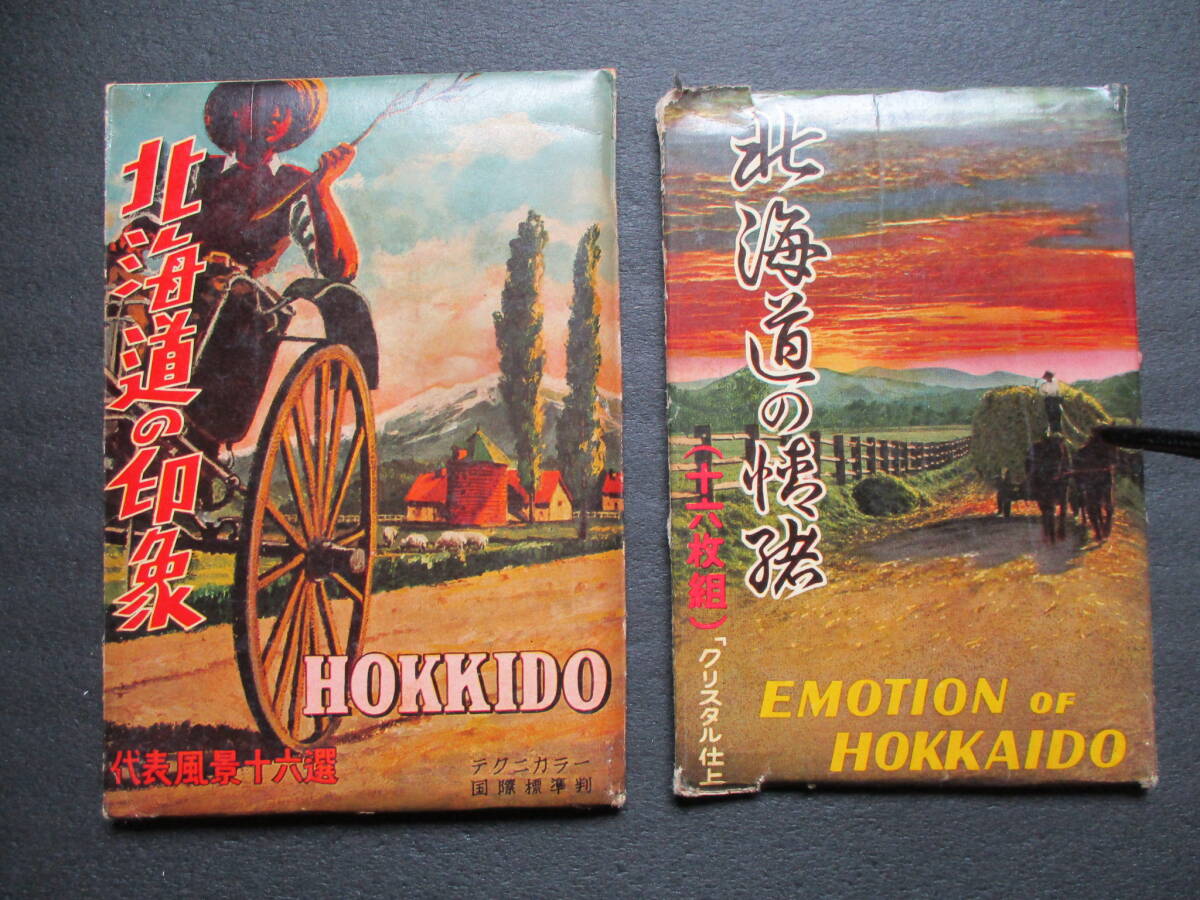 北海道の印象
HOKKIDO
代表風景十六選
テクニカラー
国際標準判
北海道の情緒
(十六枚組)
「クリスタル仕上」
EMOTION OF
HOKKAIDO